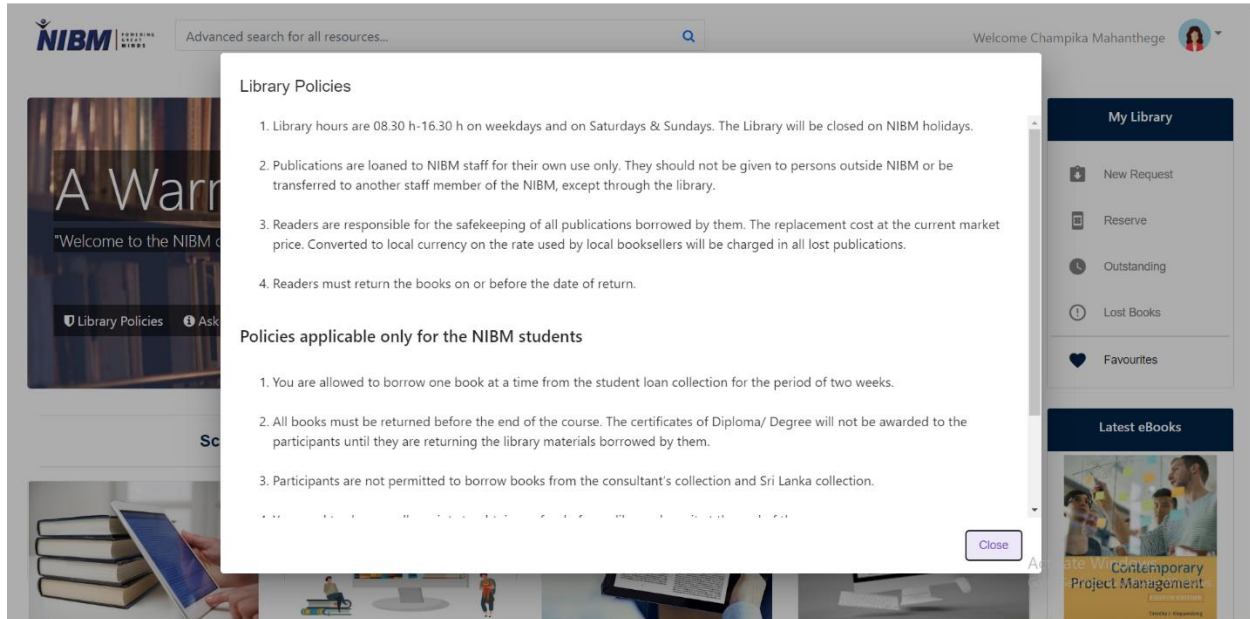 NIBM POWERING GREAT MINDS
Advanced search for all resources...
Welcome Champika Mahanthege
Library Policies
1. Library hours are 08.30 h-16.30 h on weekdays and on Saturdays & Sundays. The Library will be closed on NIBM holidays.
2. Publications are loaned to NIBM staff for their own use only. They should not be given to persons outside NIBM or be
transferred to another staff member of the NIBM, except through the library.
3. Readers are responsible for the safekeeping of all publications borrowed by them. The replacement cost at the current market
price. Converted to local currency on the rate used by local booksellers will be charged in all lost publications.
4. Readers must return the books on or before the date of return.
Policies applicable only for the NIBM students
1. You are allowed to borrow one book at a time from the student loan collection for the period of two weeks.
2. All books must be returned before the end of the course. The certificates of Diploma/ Degree will not be awarded to the
participants until they are returning the library materials borrowed by them.
3. Participants are not permitted to borrow books from the consultant's collection and Sri Lanka collection.
Close
A Warr
"Welcome to the NIBM
Library Policies
Ask
Sc
My Library
New Request
Reserve
Outstanding
Lost Books
Favourites
Latest eBooks
Contemporary
Project Management